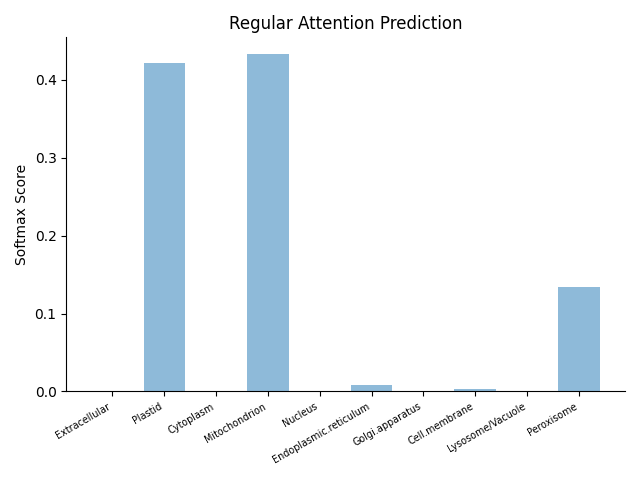 Regular Attention Prediction
Softmax Score
0.4
0.3
0.2
0.1
0.0
Extracellular
Plastid
Cytoplasm
Mitochondrion
Nucleus
Endoplasmic.reticulum
Golgi.apparatus
Cell.membrane
Lysosome/Vacuole
Peroxisome